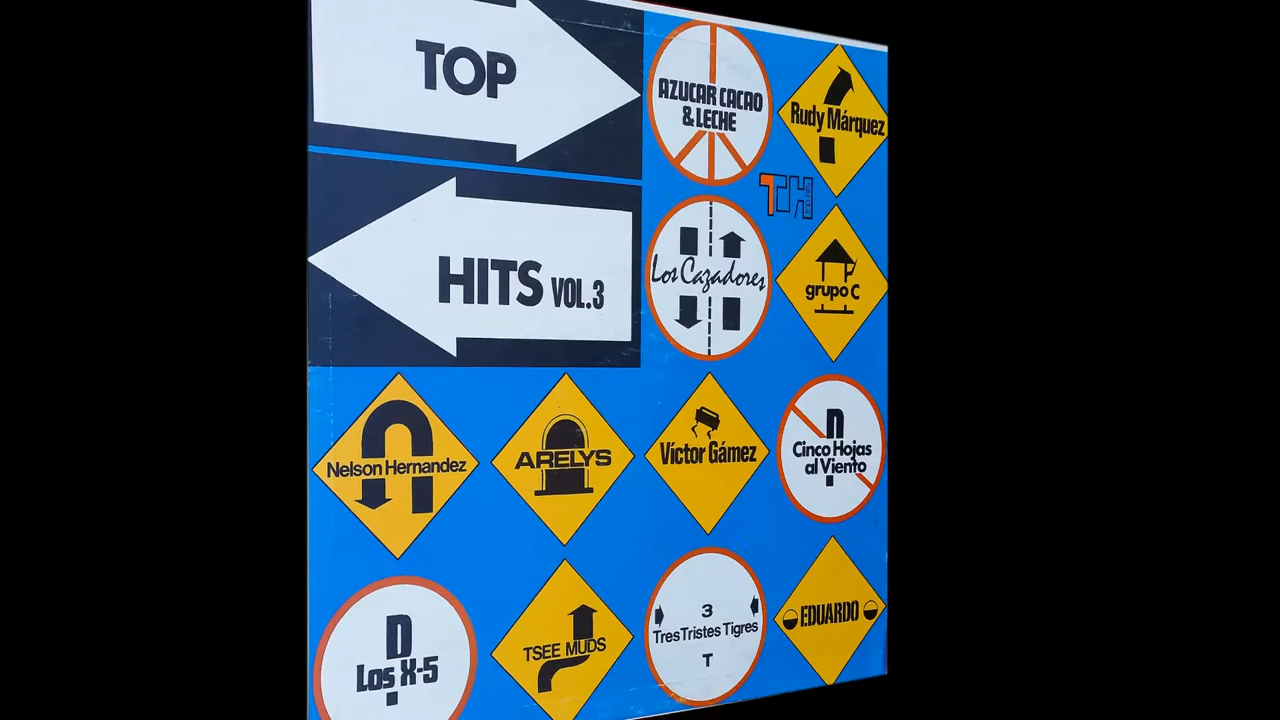 TOP
HITS VOL.3
AZUCAR CACAO
& LECHE
Rudy Márquez
TH
Los Cazadores
grupo C
Nelson Hernandez
ARELYS
Víctor Gámez
Cinco Hojas
al Viento
D
Los X-5
TSEE MUDS
3
Tres Tristes Tigres
T
EDUARDO